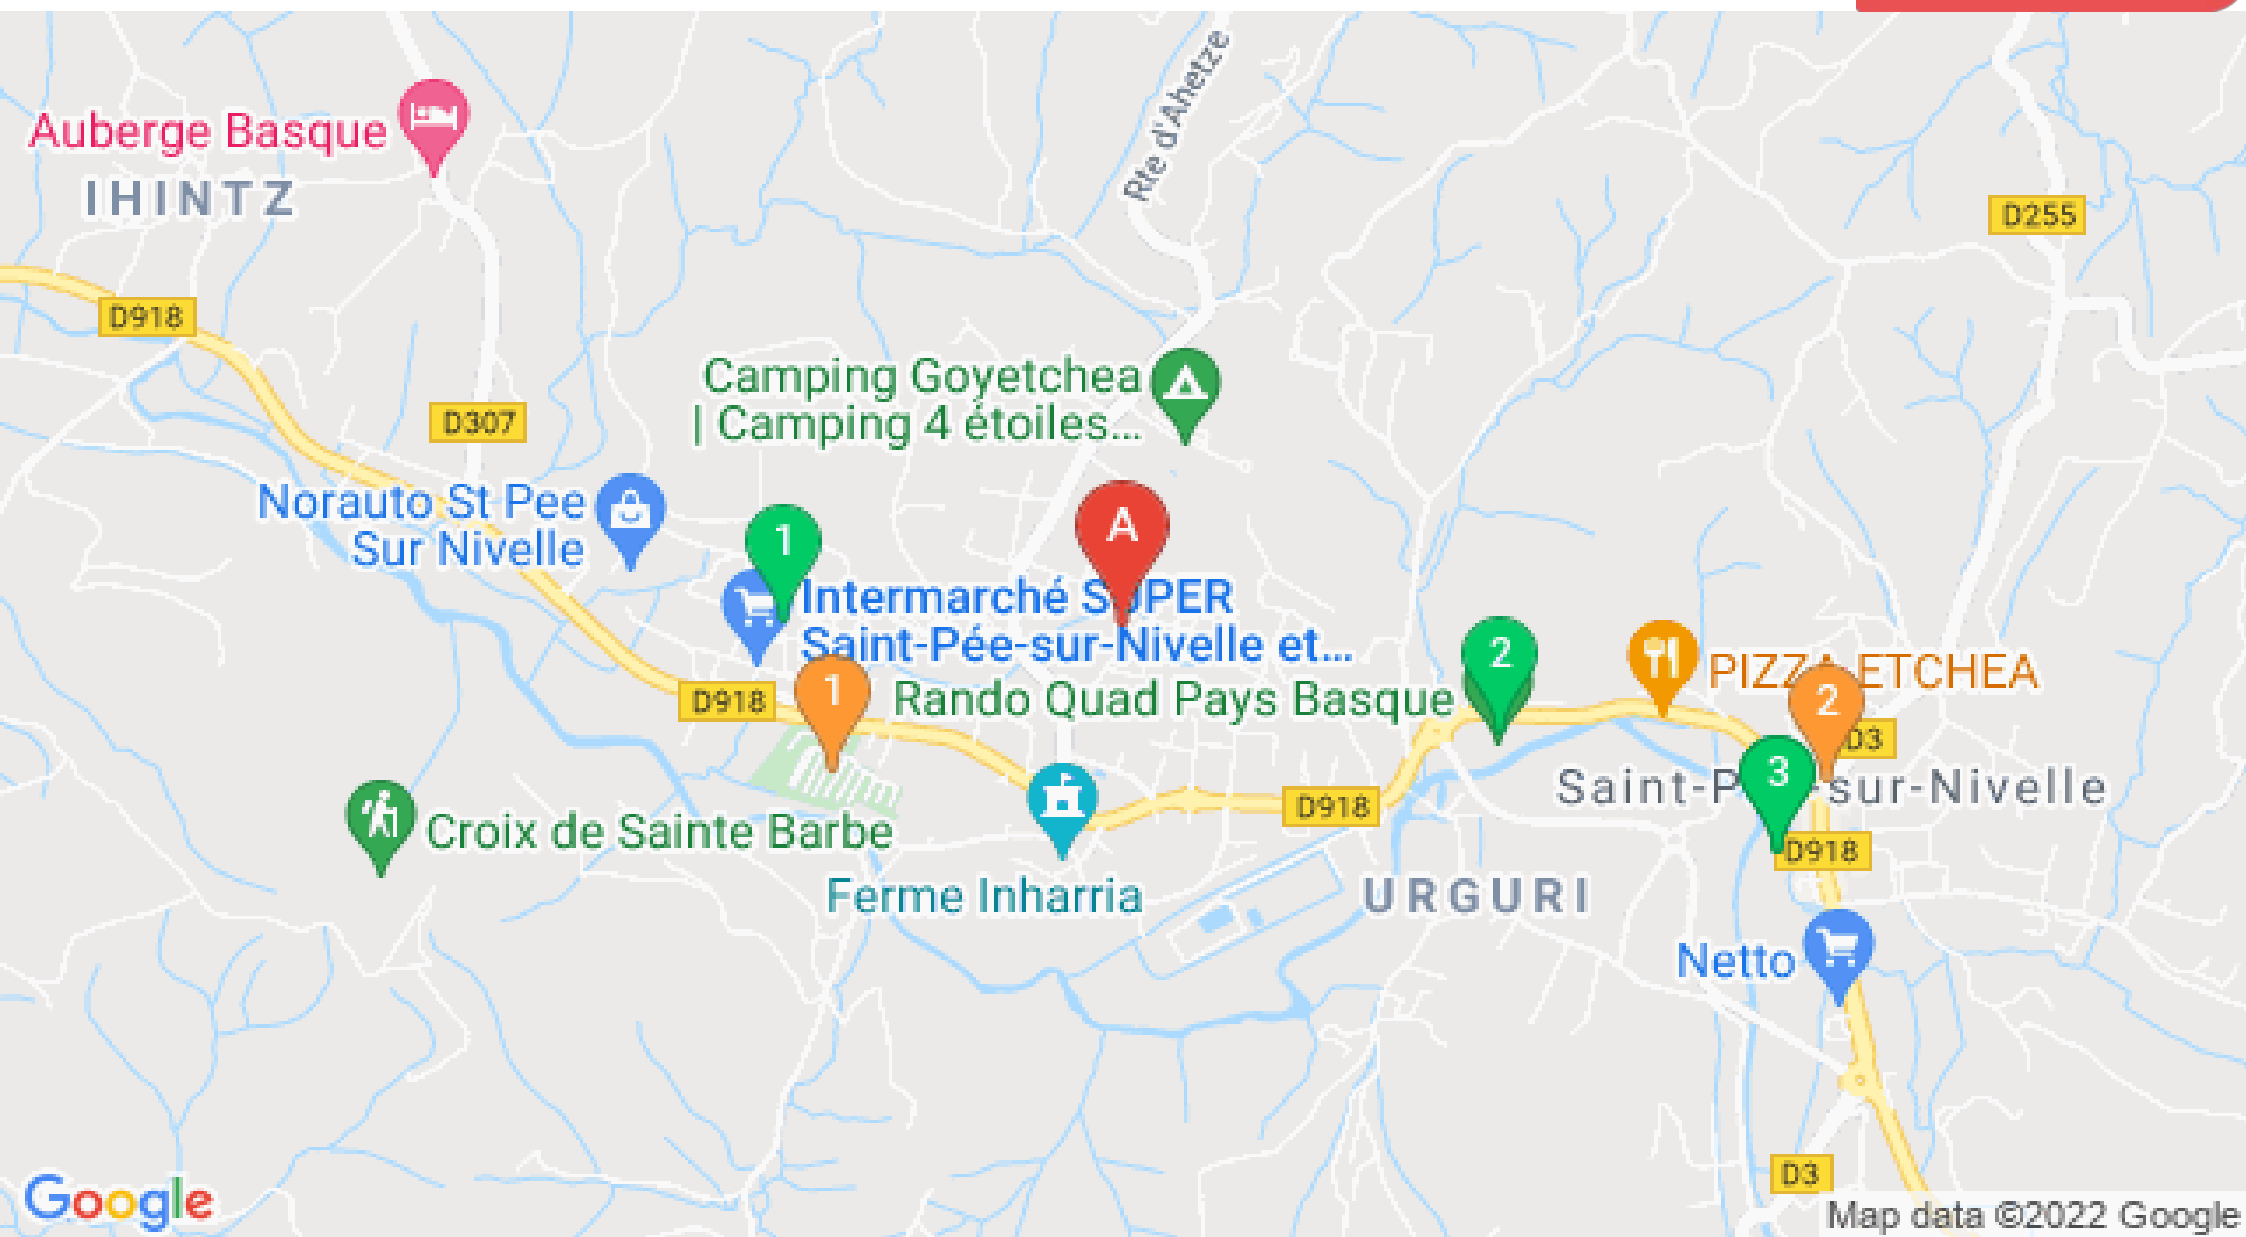 Rte d'Ahetze
Auberge Basque
IHINTZ
D255
D918
Camping Goyetchea
| Camping 4 étoiles...
D307
Norauto St Pee
Sur Nivelle
1
A
Intermarché SUPER
Saint-Pée-sur-Nivelle et...
2
PIZZA ETCHEA
D918
1
Rando Quad Pays Basque
2
D3
3
Saint-P -sur-Nivelle
D918
Croix de Sainte Barbe
D918
Ferme Inharria
URGURI
Netto
D3
Google
Map data ©2022 Google